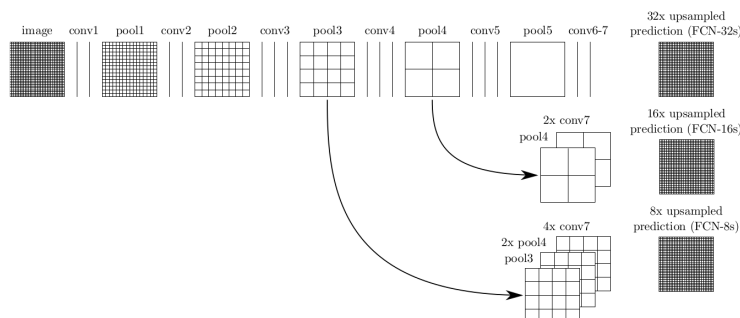 image conv1 pool1 conv2 pool2 conv3 pool3 conv4 pool4 conv5 pool5 conv6-7
32x upsampled
prediction (FCN-32s)
16x upsampled
prediction (FCN-16s)
2x conv7
pool4
8x upsampled
prediction (FCN-8s)
4x conv7
2x pool4
pool3